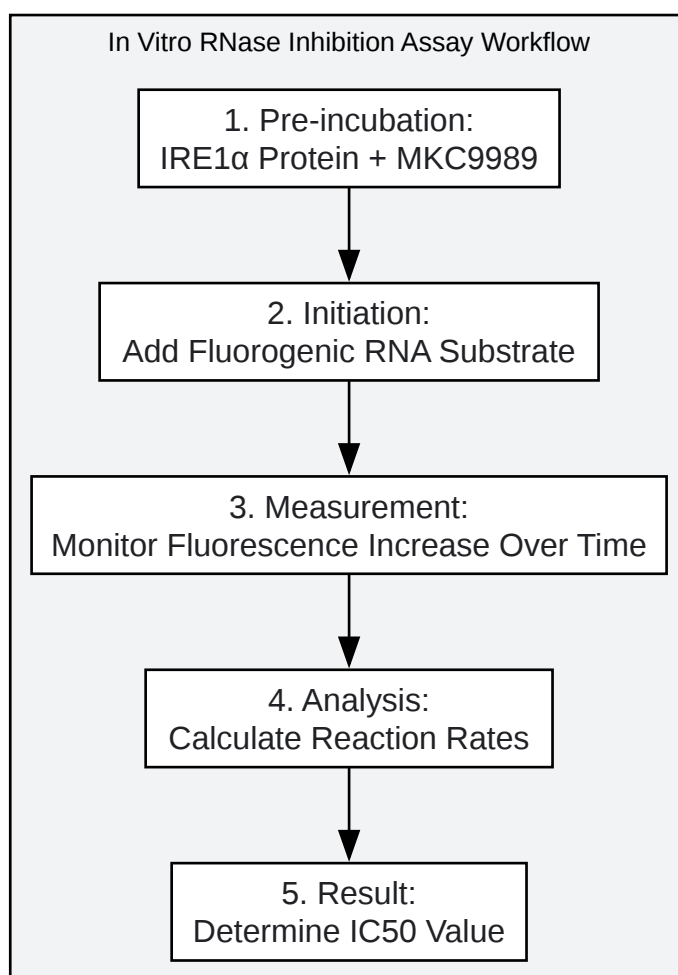 In Vitro RNase Inhibition Assay Workflow
1. Pre-incubation:
IRE1α Protein + MKC9989
2. Initiation:
Add Fluorogenic RNA Substrate
3. Measurement:
Monitor Fluorescence Increase Over Time
4. Analysis:
Calculate Reaction Rates
5. Result:
Determine IC50 Value